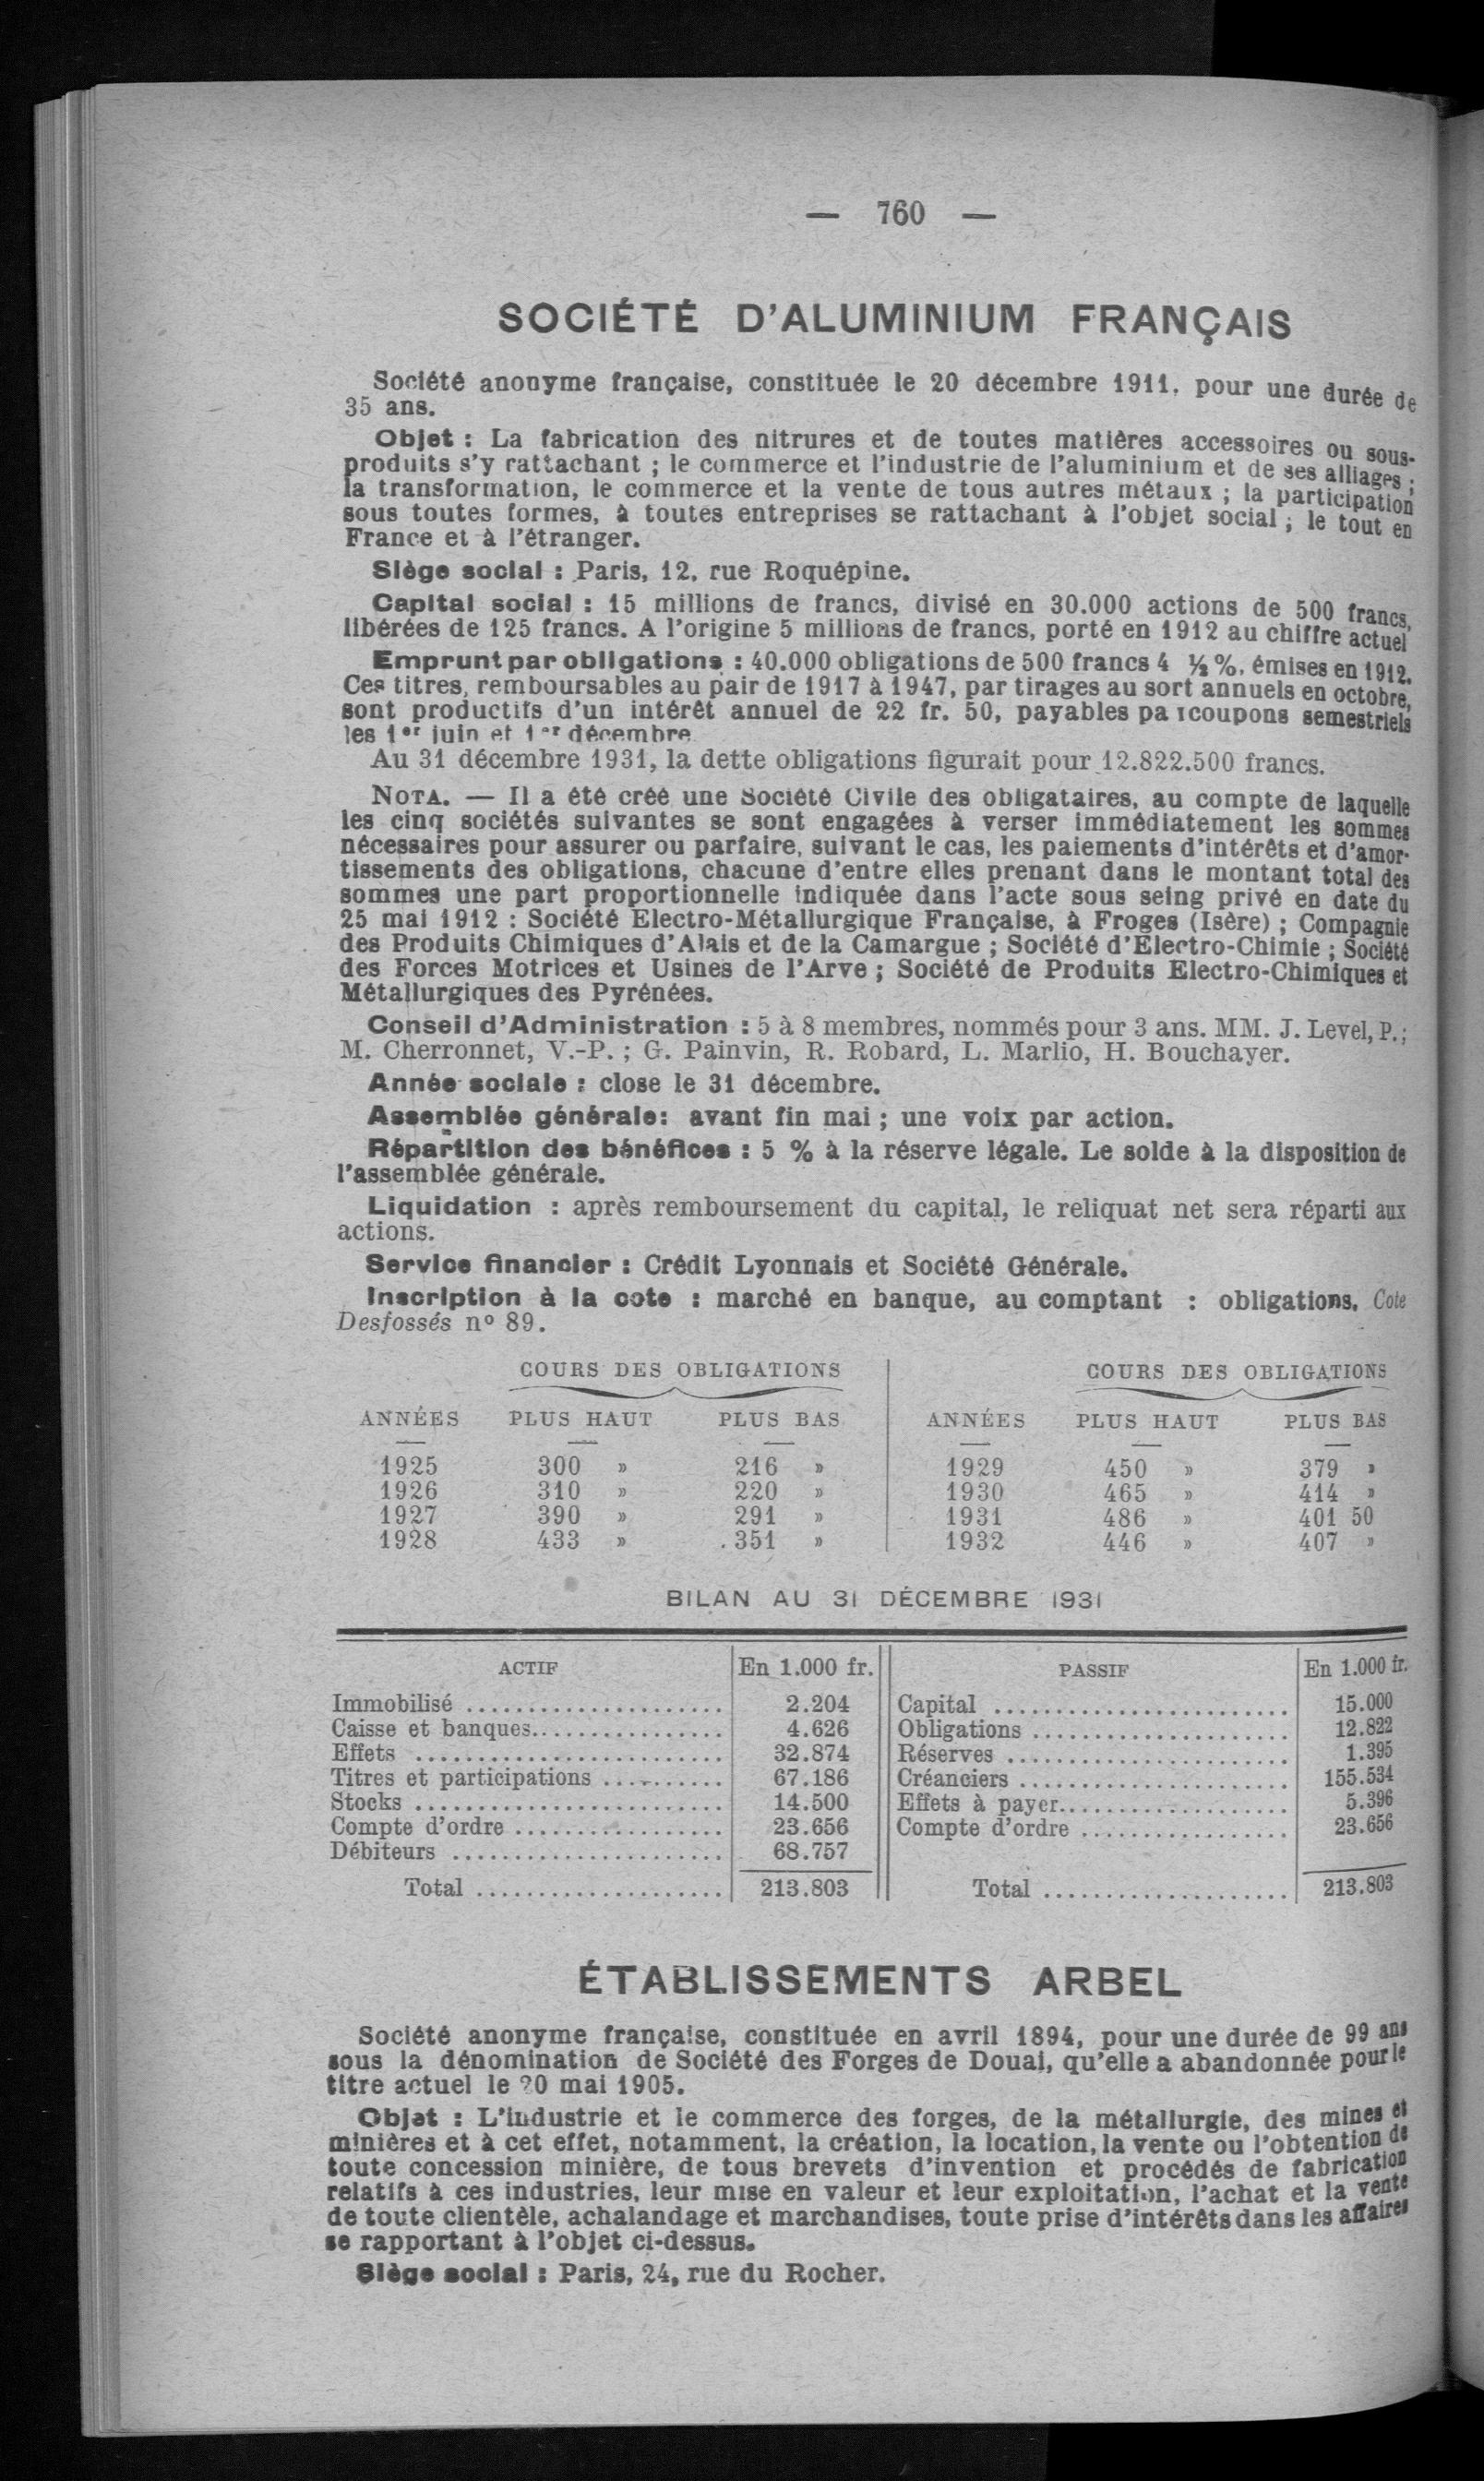 — 760 —
SOCIÉTÉ D'ALUMINIUM FRANÇAIS
Société anonyme française, constituée le 20 décembre 1911, pour une durée de
35 ans.
Objet : La fabrication des nitrures et de toutes matières accessoires ou sous-
produits s'y rattachant ; le commerce et l'industrie de l'aluminium et de ses alliages ;
la transformation, le commerce et la vente de tous autres métaux ; la participation
sous toutes formes, à toutes entreprises se rattachant à l'objet social ; le tout en
France et à l'étranger.
Siège social : Paris, 12, rue Roquépine.
Capital social : 15 millions de francs, divisé en 30.000 actions de 500 francs,
libérées de 125 francs. A l'origine 5 millions de francs, porté en 1912 au chiffre actuel
Emprunt par obligations : 40.000 obligations de 500 francs 4 ½ %, émises en 1912.
Ces titres, remboursables au pair de 1917 à 1947, par tirages au sort annuels en octobre,
sont productifs d'un intérêt annuel de 22 fr. 50, payables pa rcoupons semestriels
les 1er juin et 1er décembre
Au 31 décembre 1931, la dette obligations figurait pour 12.822.500 francs.
NOTA. — Il a été créé une Société Civile des obligataires, au compte de laquelle
les cinq sociétés suivantes se sont engagées à verser immédiatement les sommes
nécessaires pour assurer ou parfaire, suivant le cas, les paiements d'intérêts et d'amor-
tissements des obligations, chacune d'entre elles prenant dans le montant total des
sommes une part proportionnelle indiquée dans l'acte sous seing privé en date du
25 mai 1912 : Société Electro-Métallurgique Française, à Froges (Isère) ; Compagnie
des Produits Chimiques d'Alais et de la Camargue ; Société d'Electro-Chimie ; Société
des Forces Motrices et Usines de l'Arve ; Société de Produits Electro-Chimiques et
Métallurgiques des Pyrénées.
Conseil d'Administration : 5 à 8 membres, nommés pour 3 ans. MM. J. Level, P. ;
M. Cherronnet, V.-P. ; G. Painvin, R. Robard, L. Marlio, H. Bouchayer.
Année sociale : close le 31 décembre.
Assemblée générale : avant fin mai ; une voix par action.
Répartition des bénéfices : 5 % à la réserve légale. Le solde à la disposition de
l'assemblée générale.
Liquidation : après remboursement du capital, le reliquat net sera réparti aux
actions.
Service financier : Crédit Lyonnais et Société Générale.
Inscription à la cote : marché en banque, au comptant : obligations, Cote
Desfossés nº 89.
COURS DES OBLIGATIONS COURS DES OBLIGATIONS
ANNÉES PLUS HAUT PLUS BAS ANNÉES PLUS HAUT PLUS BAS
1925 300 » 216 » 1929 450 » 379 »
1926 310 » 220 » 1930 465 » 414 »
1927 390 » 291 » 1931 486 » 401 50
1928 433 » 351 » 1932 446 » 407 »
BILAN AU 31 DÉCEMBRE 1931
ACTIF En 1.000 fr. PASSIF En 1.000 fr.
Immobilisé ..................... 2.204 Capital ........................ 15.000
Caisse et banques................ 4.626 Obligations ..................... 12.822
Effets ......................... 32.874 Réserves ....................... 1.395
Titres et participations .......... 67.186 Créanciers ...................... 155.534
Stocks ......................... 14.500 Effets à payer................... 5.396
Compte d'ordre ................. 23.656 Compte d'ordre ................. 23.656
Débiteurs ...................... 68.757
Total .................... 213.803 Total .................... 213.803
ÉTABLISSEMENTS ARBEL
Société anonyme française, constituée en avril 1894, pour une durée de 99 ans
sous la dénomination de Société des Forges de Douai, qu'elle a abandonnée pour le
titre actuel le 20 mai 1905.
Objet : L'industrie et le commerce des forges, de la métallurgie, des mines et
minières et à cet effet, notamment, la création, la location, la vente ou l'obtention de
toute concession minière, de tous brevets d'invention et procédés de fabrication
relatifs à ces industries, leur mise en valeur et leur exploitation, l'achat et la vente
de toute clientèle, achalandage et marchandises, toute prise d'intérêts dans les affaires
se rapportant à l'objet ci-dessus.
Siège social : Paris, 24, rue du Rocher.